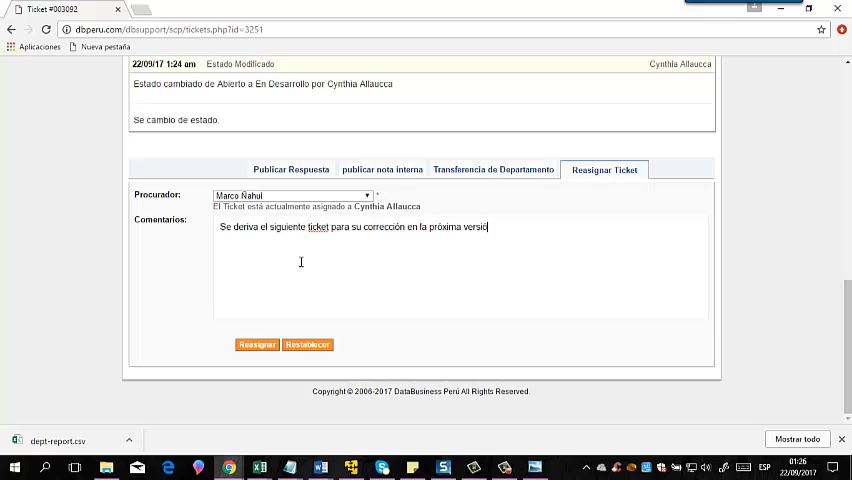 Ticket #003092
dbperu.com/dbsupport/scp/tickets.php?id=3251
Aplicaciones Nueva pestaña
22/09/17 1:24 am Estado Modificado Cynthia Allaucca
Estado cambiado de Abierto a En Desarrollo por Cynthia Allaucca
Se cambio de estado.
Publicar Respuesta publicar nota interna Transferencia de Departamento Reasignar Ticket
Procurador: Marco Ñahul *
El Ticket está actualmente asignado a Cynthia Allaucca
Comentarios:
Se deriva el siguiente ticket para su corrección en la próxima versió
Reasignar Restablecer
Copyright © 2006-2017 DataBusiness Perú All Rights Reserved.
dept-report.csv Mostrar todo
ESP 01:26
22/09/2017